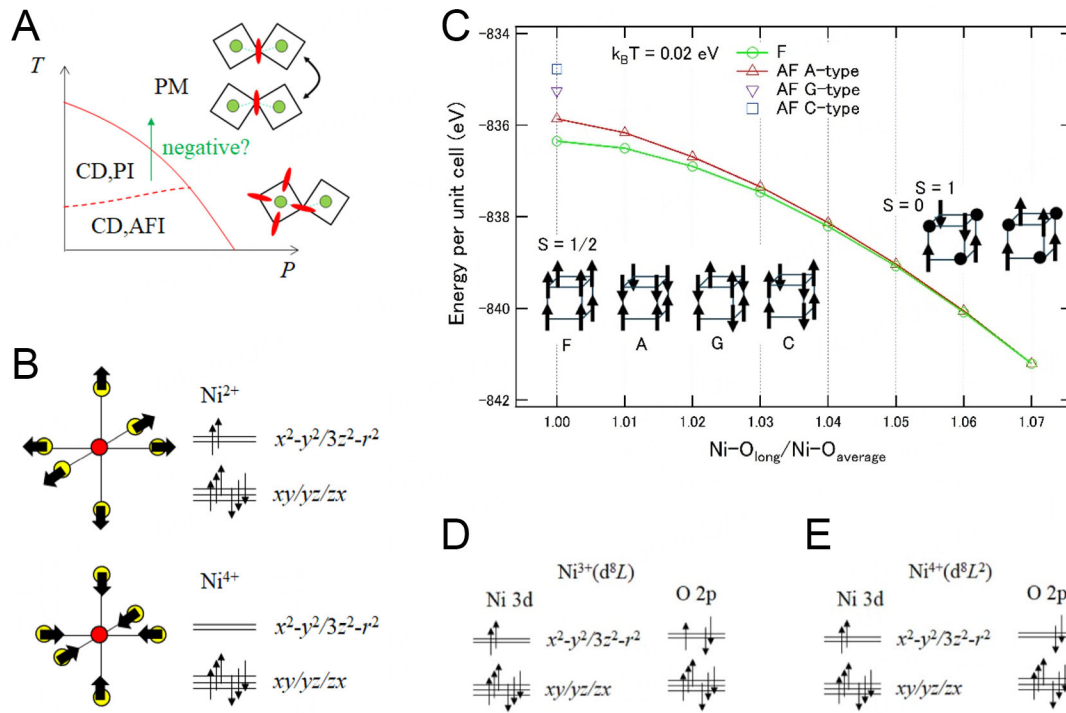 A
T
PM
negative?
CD,PI
CD,AFI
P
B
Ni²⁺
x²-y²/3z²-r²
xy/yz/zx
Ni⁴⁺
x²-y²/3z²-r²
xy/yz/zx
C
Energy per unit cell (eV)
-834
-836
-838
-840
-842
k_BT = 0.02 eV
F
AF A-type
AF G-type
AF C-type
S = 1
S = 0
S = 1/2
F A G C
1.00 1.01 1.02 1.03 1.04 1.05 1.06 1.07
Ni-O_long/Ni-O_average
D
Ni³⁺(d⁸L)
Ni 3d O 2p
x²-y²/3z²-r²
xy/yz/zx
E
Ni⁴⁺(d⁸L²)
Ni 3d O 2p
x²-y²/3z²-r²
xy/yz/zx